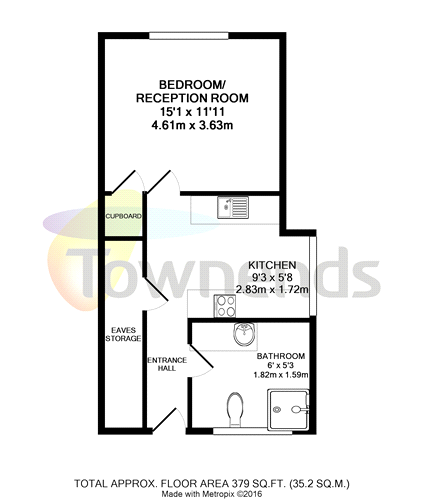 BEDROOM/
RECEPTION ROOM
15'1 x 11'11
4.61m x 3.63m
CUPBOARD
Townends
KITCHEN
9'3 x 5'8
2.83m x 1.72m
EAVES
STORAGE
ENTRANCE
HALL
BATHROOM
6' x 5'3
1.82m x 1.59m
TOTAL APPROX. FLOOR AREA 379 SQ.FT. (35.2 SQ.M.)
Made with Metropix ©2016